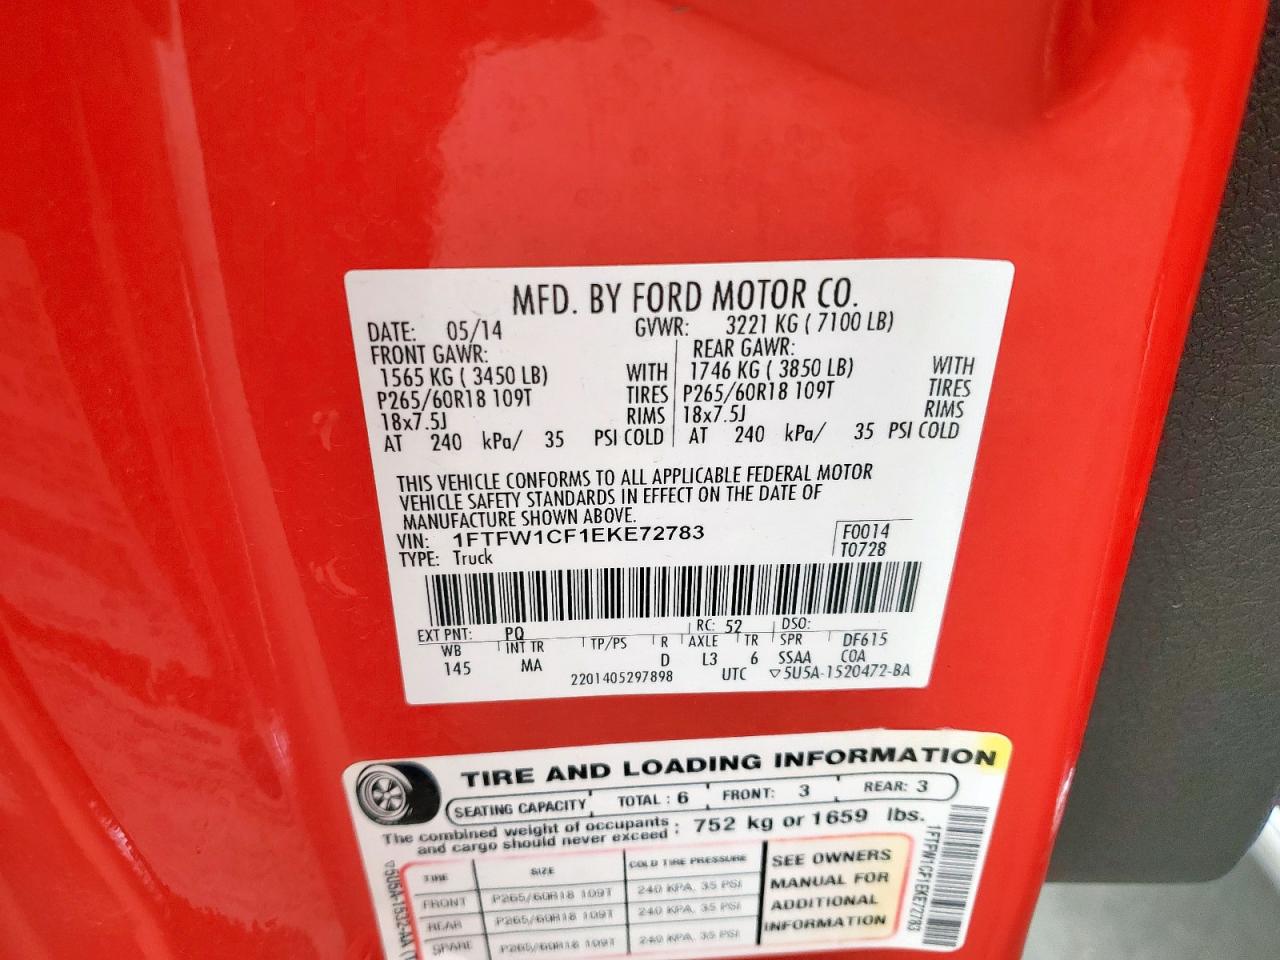 MFD. BY FORD MOTOR CO.
DATE: 05/14 GVWR: 3221 KG ( 7100 LB)
FRONT GAWR: REAR GAWR:
1565 KG ( 3450 LB) WITH 1746 KG ( 3850 LB) WITH
P265/60R18 109T TIRES P265/60R18 109T TIRES
18x7.5J RIMS 18x7.5J RIMS
AT 240 kPa/ 35 PSI COLD AT 240 kPa/ 35 PSI COLD
THIS VEHICLE CONFORMS TO ALL APPLICABLE FEDERAL MOTOR
VEHICLE SAFETY STANDARDS IN EFFECT ON THE DATE OF
MANUFACTURE SHOWN ABOVE.
VIN: 1FTFW1CF1EKE72783 F0014
TYPE: Truck T0728
EXT PNT: PQ RC: 52 DSO:
WB INT TR TP/PS R AXLE TR SPR DF615
145 MA D L3 6 SSAA COA
2201405297898 UTC ▽5U5A-1520472-BA
TIRE AND LOADING INFORMATION
SEATING CAPACITY TOTAL : 6 FRONT: 3 REAR: 3
The combined weight of occupants : 752 kg or 1659 lbs.
and cargo should never exceed
TIRE SIZE COLD TIRE PRESSURE
FRONT P265/60R18 109T 240 KPA, 35 PSI
REAR P265/60R18 109T 240 KPA, 35 PSI
SPARE P265/60R18 109T 240 KPA, 35 PSI
SEE OWNERS
MANUAL FOR
ADDITIONAL
INFORMATION
1FTFW1CF1EKE72783
▽5U5A-1532-AA